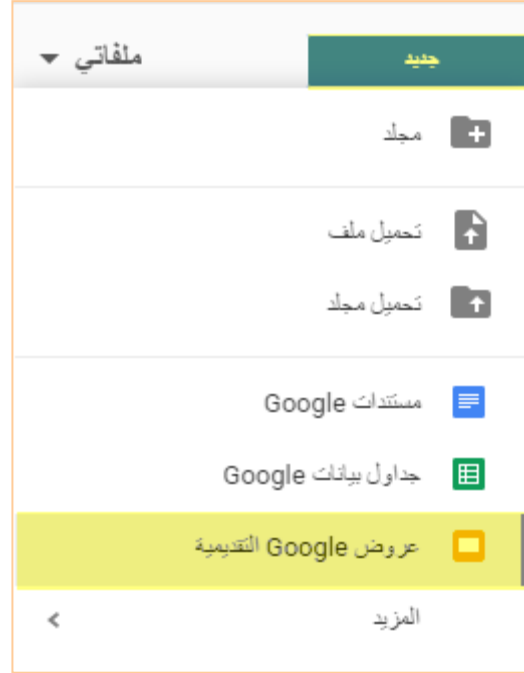 جديد
ملفاتي
مجلد
تحميل ملف
تحميل مجلد
مستندات Google
جداول بيانات Google
عروض Google التقديمية
المزيد